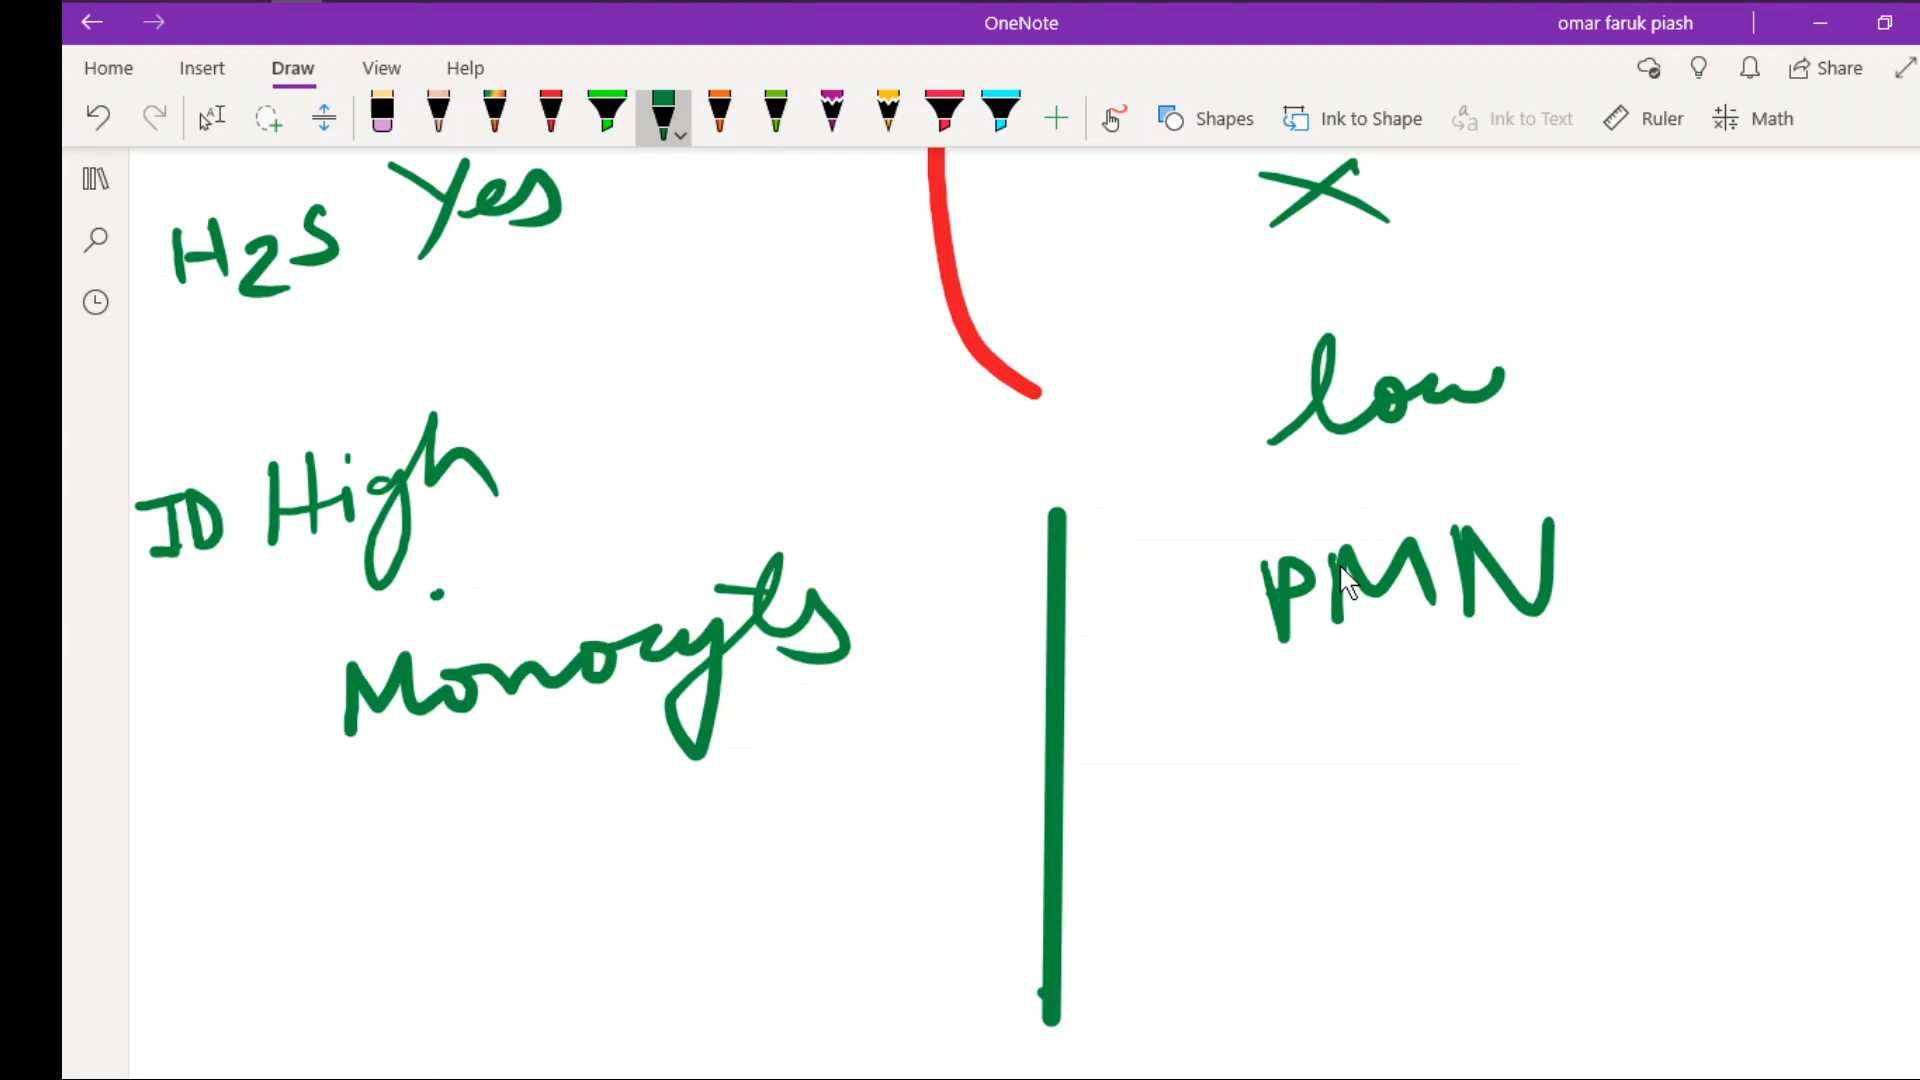 OneNote
omar faruk piash
Home Insert Draw View Help
Share
Shapes Ink to Shape Ink to Text Ruler Math
H2S Yes X
low
ID High
PMN
Monocyts